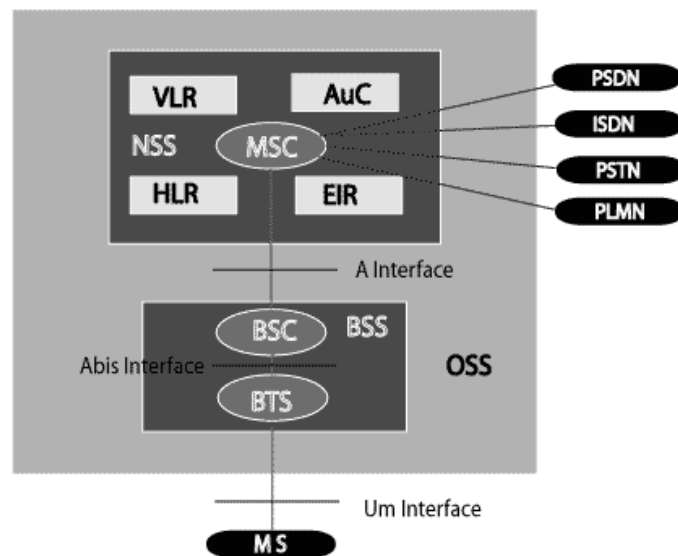 VLR
AuC
NSS
MSC
HLR
EIR
PSDN
ISDN
PSTN
PLMN
A Interface
BSC
BSS
Abis Interface
OSS
BTS
Um Interface
MS